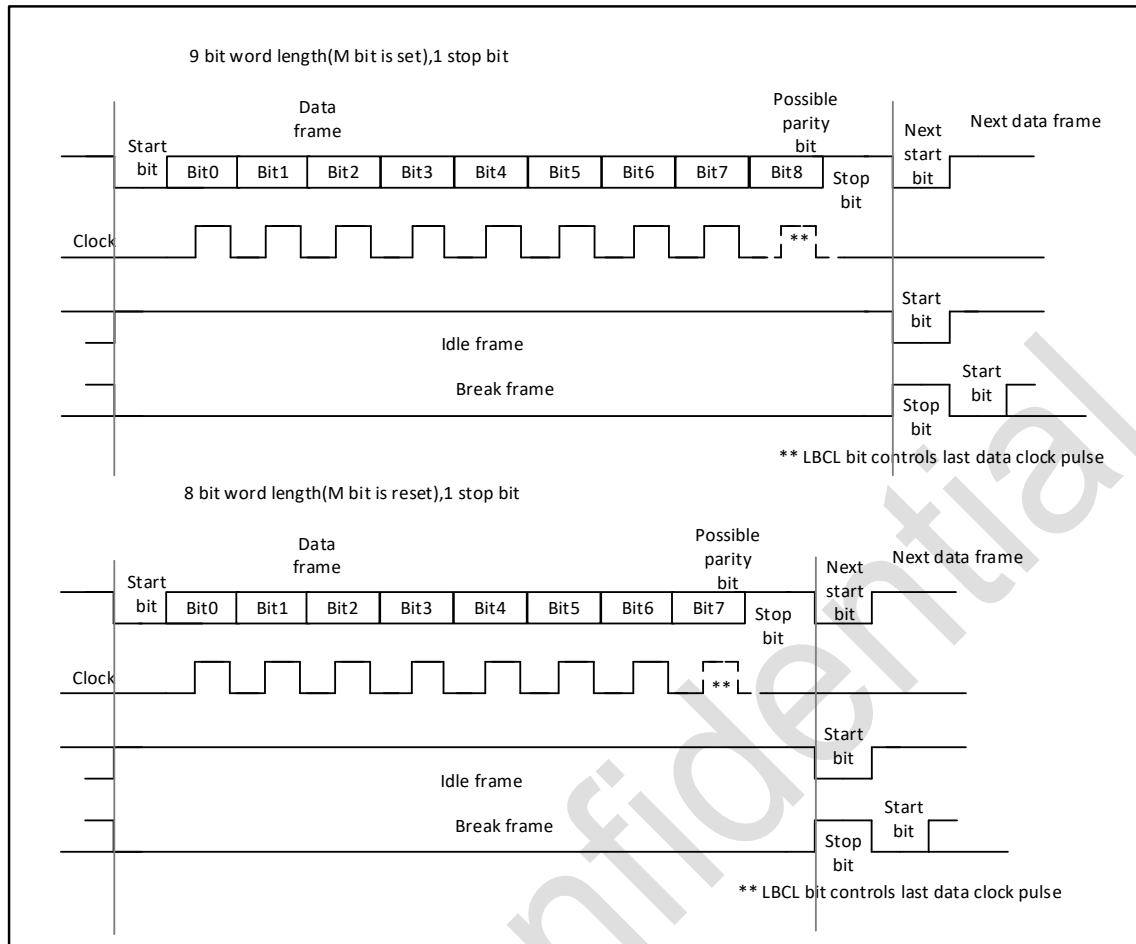 9 bit word length(M bit is set),1 stop bit
Data
frame
Possible
parity
bit
Start
bit
Next
start
bit
Next data frame
Bit0 Bit1 Bit2 Bit3 Bit4 Bit5 Bit6 Bit7 Bit8
Stop
bit
Clock
**
Start
bit
Idle frame
Break frame
Start
bit
Stop
bit
** LBCL bit controls last data clock pulse
8 bit word length(M bit is reset),1 stop bit
Data
frame
Possible
parity
bit
Start
bit
Next
start
bit
Next data frame
Bit0 Bit1 Bit2 Bit3 Bit4 Bit5 Bit6 Bit7
Stop
bit
Clock
**
Start
bit
Idle frame
Break frame
Start
bit
Stop
bit
** LBCL bit controls last data clock pulse
nfidential